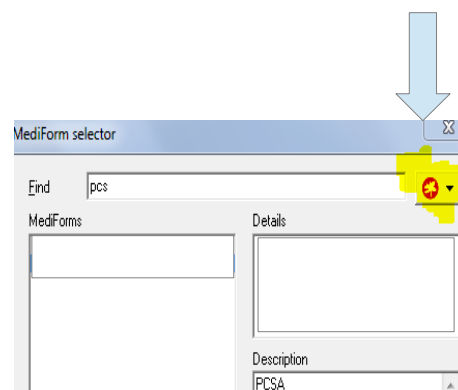 MediForm selector
Find pcs
MediForms Details
Description
PCSA